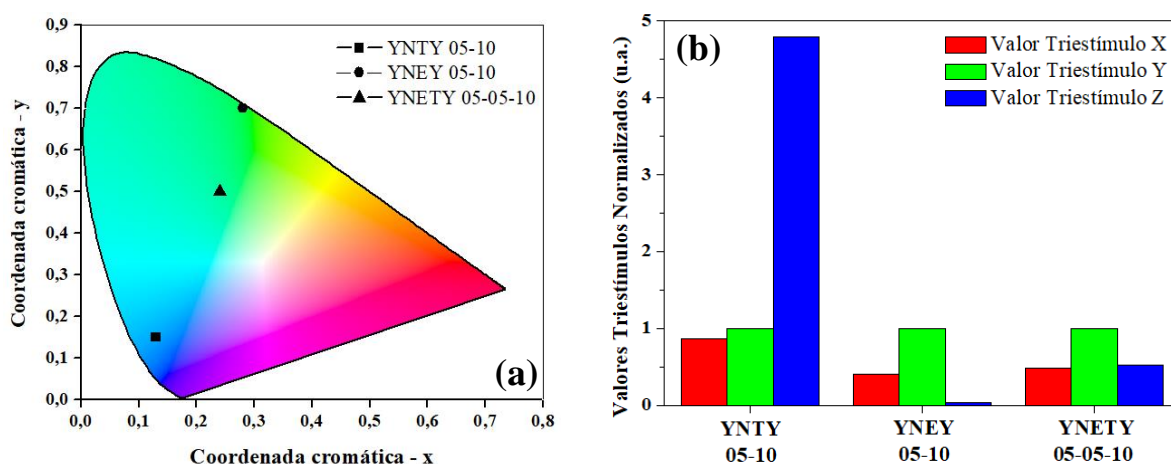 0,9
0,8
0,7
0,6
0,5
0,4
0,3
0,2
0,1
0,0
Coordenada cromática - y
YNTY 05-10
YNEY 05-10
YNETY 05-05-10
(a)
0,0 0,1 0,2 0,3 0,4 0,5 0,6 0,7 0,8
Coordenada cromática - x
(b)
Valores Triestímulos Normalizados (u.a.)
5
4
3
2
1
0
Valor Triestímulo X
Valor Triestímulo Y
Valor Triestímulo Z
YNTY YNEY YNETY
05-10 05-10 05-05-10